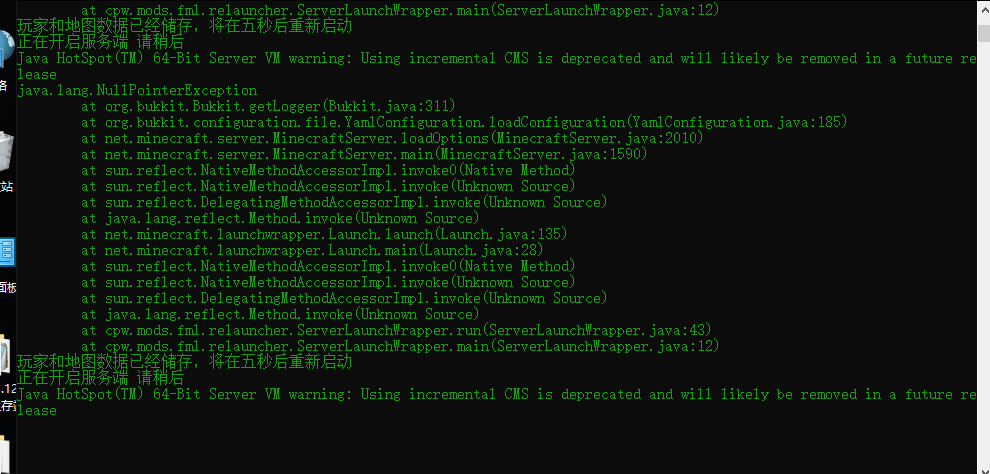 at cpw.mods.fml.relauncher.ServerLaunchWrapper.main(ServerLaunchWrapper.java:12)
玩家和地图数据已经储存，将在五秒后重新启动
正在开启服务端 请稍后
Java HotSpot(TM) 64-Bit Server VM warning: Using incremental CMS is deprecated and will likely be removed in a future re
lease
java.lang.NullPointerException
at org.bukkit.Bukkit.getLogger(Bukkit.java:311)
at org.bukkit.configuration.file.YamlConfiguration.loadConfiguration(YamlConfiguration.java:185)
at net.minecraft.server.MinecraftServer.loadOptions(MinecraftServer.java:2010)
at net.minecraft.server.MinecraftServer.main(MinecraftServer.java:1590)
at sun.reflect.NativeMethodAccessorImpl.invoke0(Native Method)
at sun.reflect.NativeMethodAccessorImpl.invoke(Unknown Source)
at sun.reflect.DelegatingMethodAccessorImpl.invoke(Unknown Source)
at java.lang.reflect.Method.invoke(Unknown Source)
at net.minecraft.launchwrapper.Launch.launch(Launch.java:135)
at net.minecraft.launchwrapper.Launch.main(Launch.java:28)
at sun.reflect.NativeMethodAccessorImpl.invoke0(Native Method)
at sun.reflect.NativeMethodAccessorImpl.invoke(Unknown Source)
at sun.reflect.DelegatingMethodAccessorImpl.invoke(Unknown Source)
at java.lang.reflect.Method.invoke(Unknown Source)
at cpw.mods.fml.relauncher.ServerLaunchWrapper.run(ServerLaunchWrapper.java:43)
at cpw.mods.fml.relauncher.ServerLaunchWrapper.main(ServerLaunchWrapper.java:12)
玩家和地图数据已经储存，将在五秒后重新启动
正在开启服务端 请稍后
Java HotSpot(TM) 64-Bit Server VM warning: Using incremental CMS is deprecated and will likely be removed in a future re
lease
络
站
面板
.12